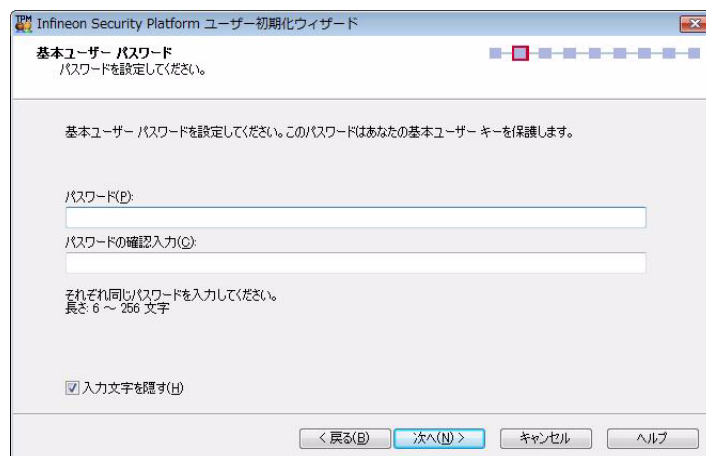 TPM Infineon Security Platform ユーザー初期化ウィザード
基本ユーザー パスワード
パスワードを設定してください。
基本ユーザー パスワードを設定してください。このパスワードはあなたの基本ユーザー キーを保護します。
パスワード(P):
パスワードの確認入力(C):
それぞれ同じパスワードを入力してください。
長さ: 6 ～ 256 文字
入力文字を隠す(H)
< 戻る(B) 次へ(N) > キャンセル ヘルプ